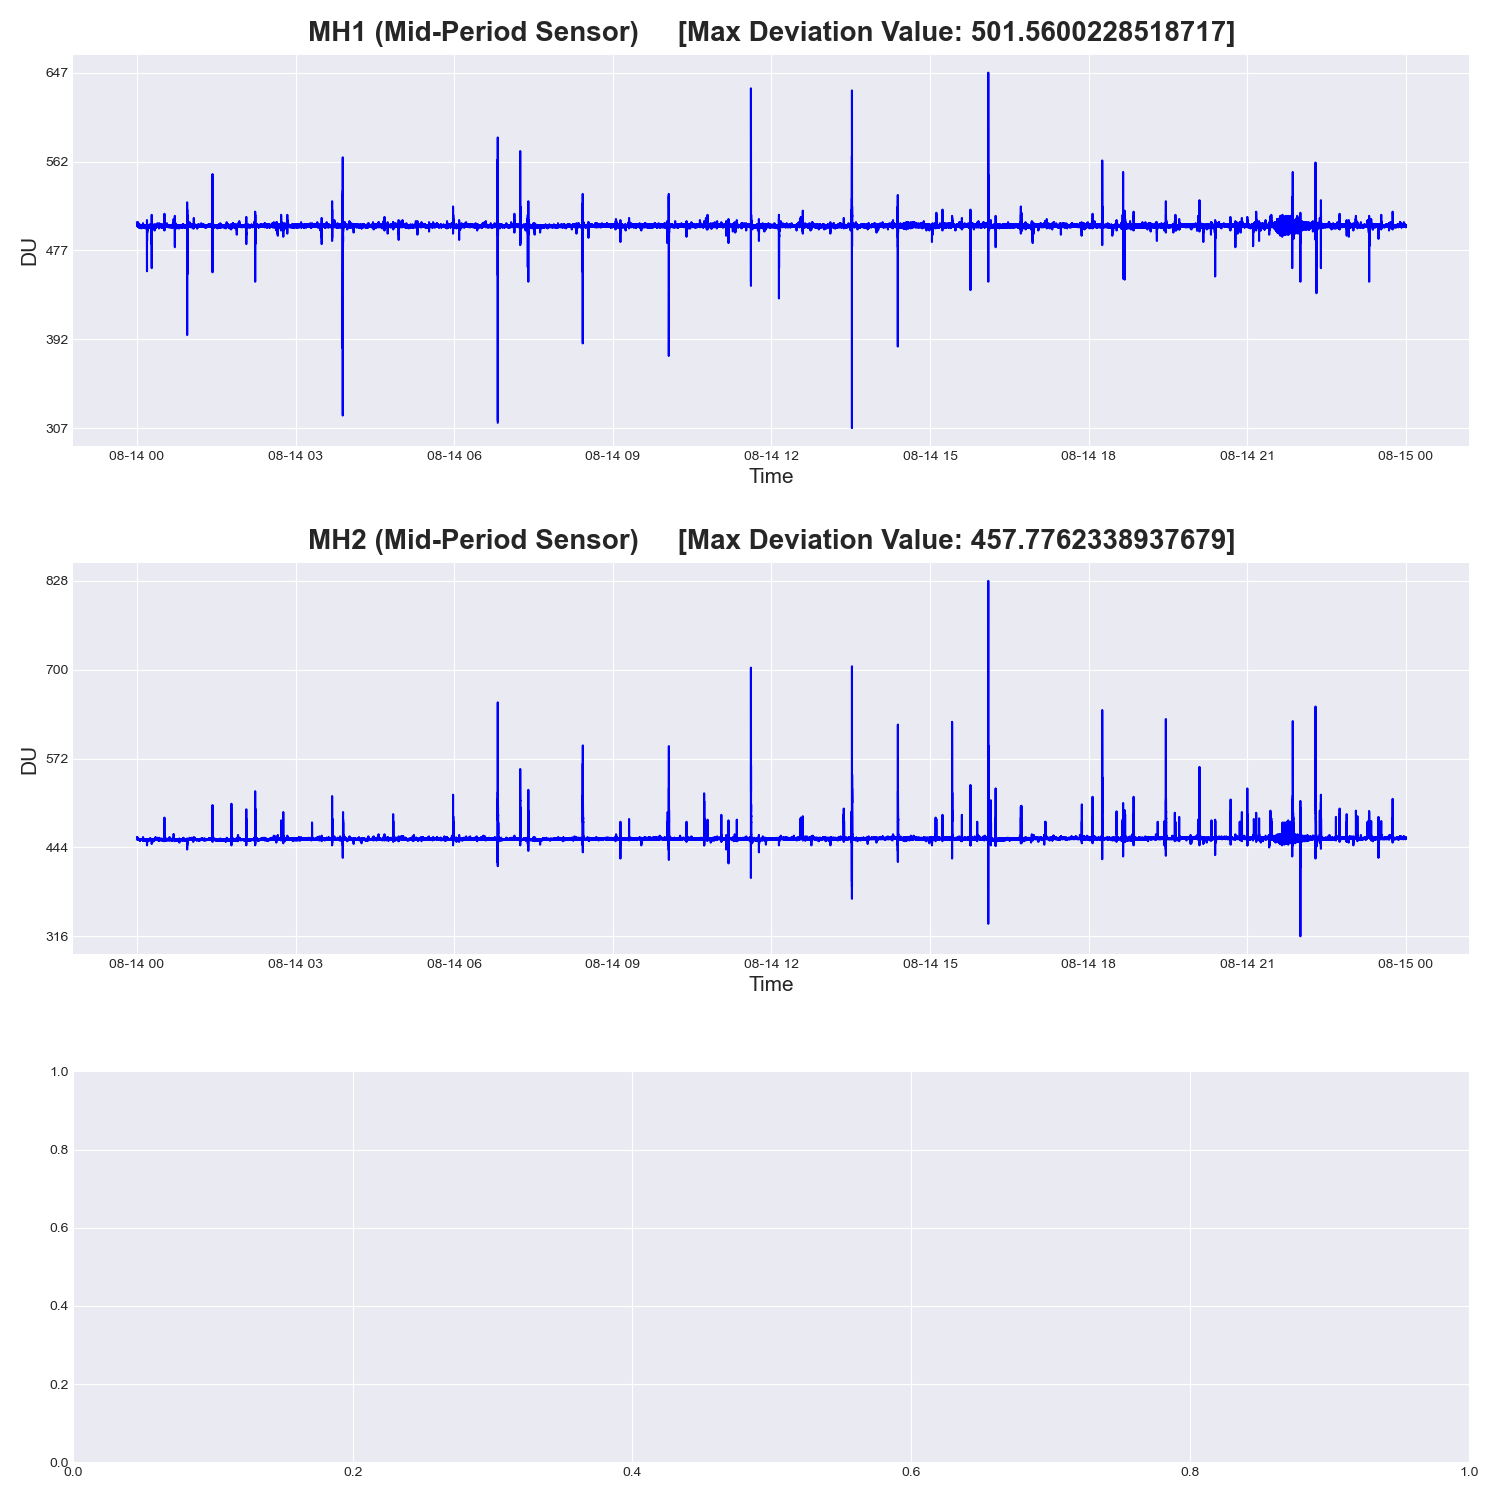 MH1 (Mid-Period Sensor) [Max Deviation Value: 501.5600228518717]
647
562
477
392
307
DU
08-14 00 08-14 03 08-14 06 08-14 09 08-14 12 08-14 15 08-14 18 08-14 21 08-15 00
Time
MH2 (Mid-Period Sensor) [Max Deviation Value: 457.7762338937679]
828
700
572
444
316
DU
08-14 00 08-14 03 08-14 06 08-14 09 08-14 12 08-14 15 08-14 18 08-14 21 08-15 00
Time
1.0
0.8
0.6
0.4
0.2
0.0
0.0 0.2 0.4 0.6 0.8 1.0